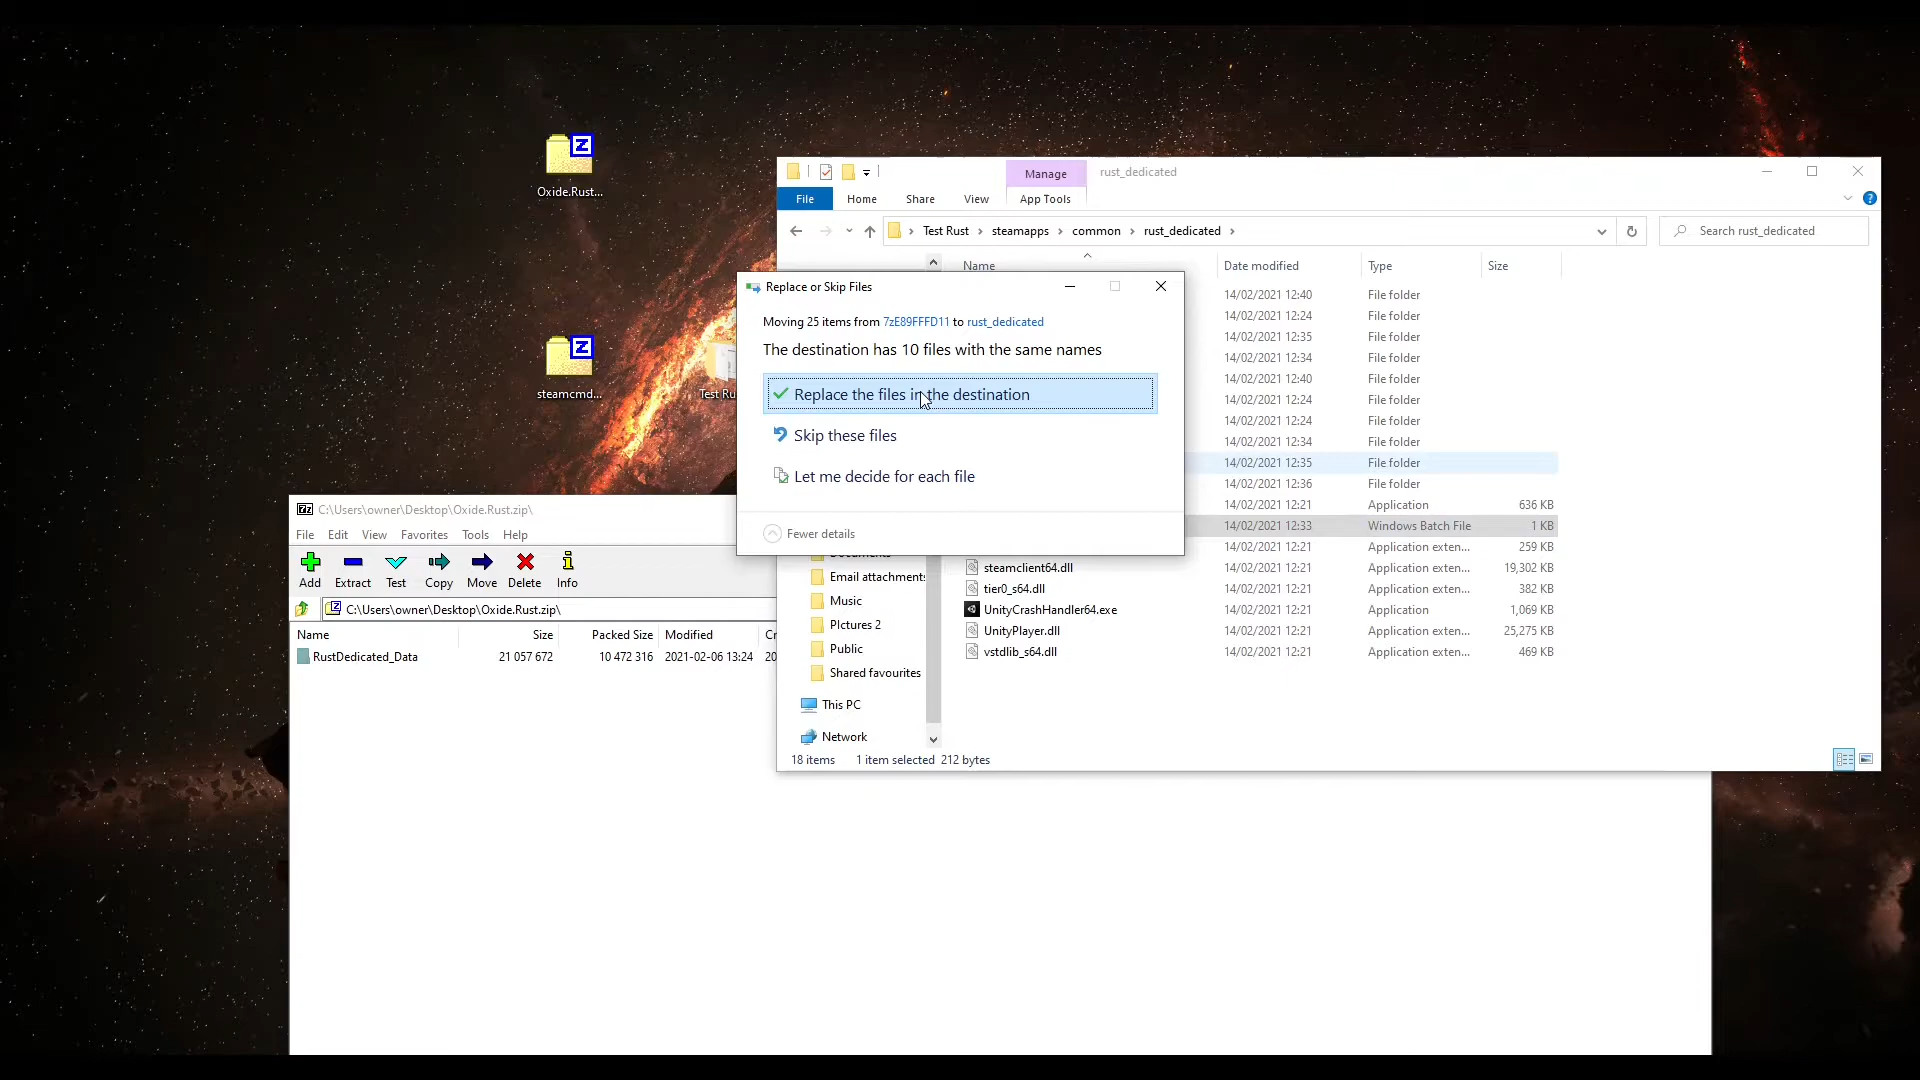 Oxide.Rust...
steamcmd...
Manage
rust_dedicated
File
Home
Share
View
App Tools
Test Rust
steamapps
common
rust_dedicated
Search rust_dedicated
Name
Date modified
Type
Size
14/02/2021 12:40
File folder
14/02/2021 12:24
File folder
14/02/2021 12:35
File folder
14/02/2021 12:34
File folder
14/02/2021 12:40
File folder
14/02/2021 12:24
File folder
14/02/2021 12:24
File folder
14/02/2021 12:34
File folder
14/02/2021 12:35
File folder
14/02/2021 12:36
File folder
14/02/2021 12:21
Application
636 KB
14/02/2021 12:33
Windows Batch File
1 KB
14/02/2021 12:21
Application exten...
259 KB
steamclient64.dll
14/02/2021 12:21
Application exten...
19,302 KB
tier0_s64.dll
14/02/2021 12:21
Application exten...
382 KB
UnityCrashHandler64.exe
14/02/2021 12:21
Application
1,069 KB
UnityPlayer.dll
14/02/2021 12:21
Application exten...
25,275 KB
vstdlib_s64.dll
14/02/2021 12:21
Application exten...
469 KB
Email attachments
Music
PIctures 2
Public
Shared favourites
This PC
Network
18 items
1 item selected 212 bytes
Replace or Skip Files
Moving 25 items from 7zE89FFFD11 to rust_dedicated
The destination has 10 files with the same names
Replace the files in the destination
Skip these files
Let me decide for each file
Fewer details
Test Ru
C:\Users\owner\Desktop\Oxide.Rust.zip\
File
Edit
View
Favorites
Tools
Help
Add
Extract
Test
Copy
Move
Delete
Info
C:\Users\owner\Desktop\Oxide.Rust.zip\
Name
Size
Packed Size
Modified
Cr
RustDedicated_Data
21 057 672
10 472 316
2021-02-06 13:24
20